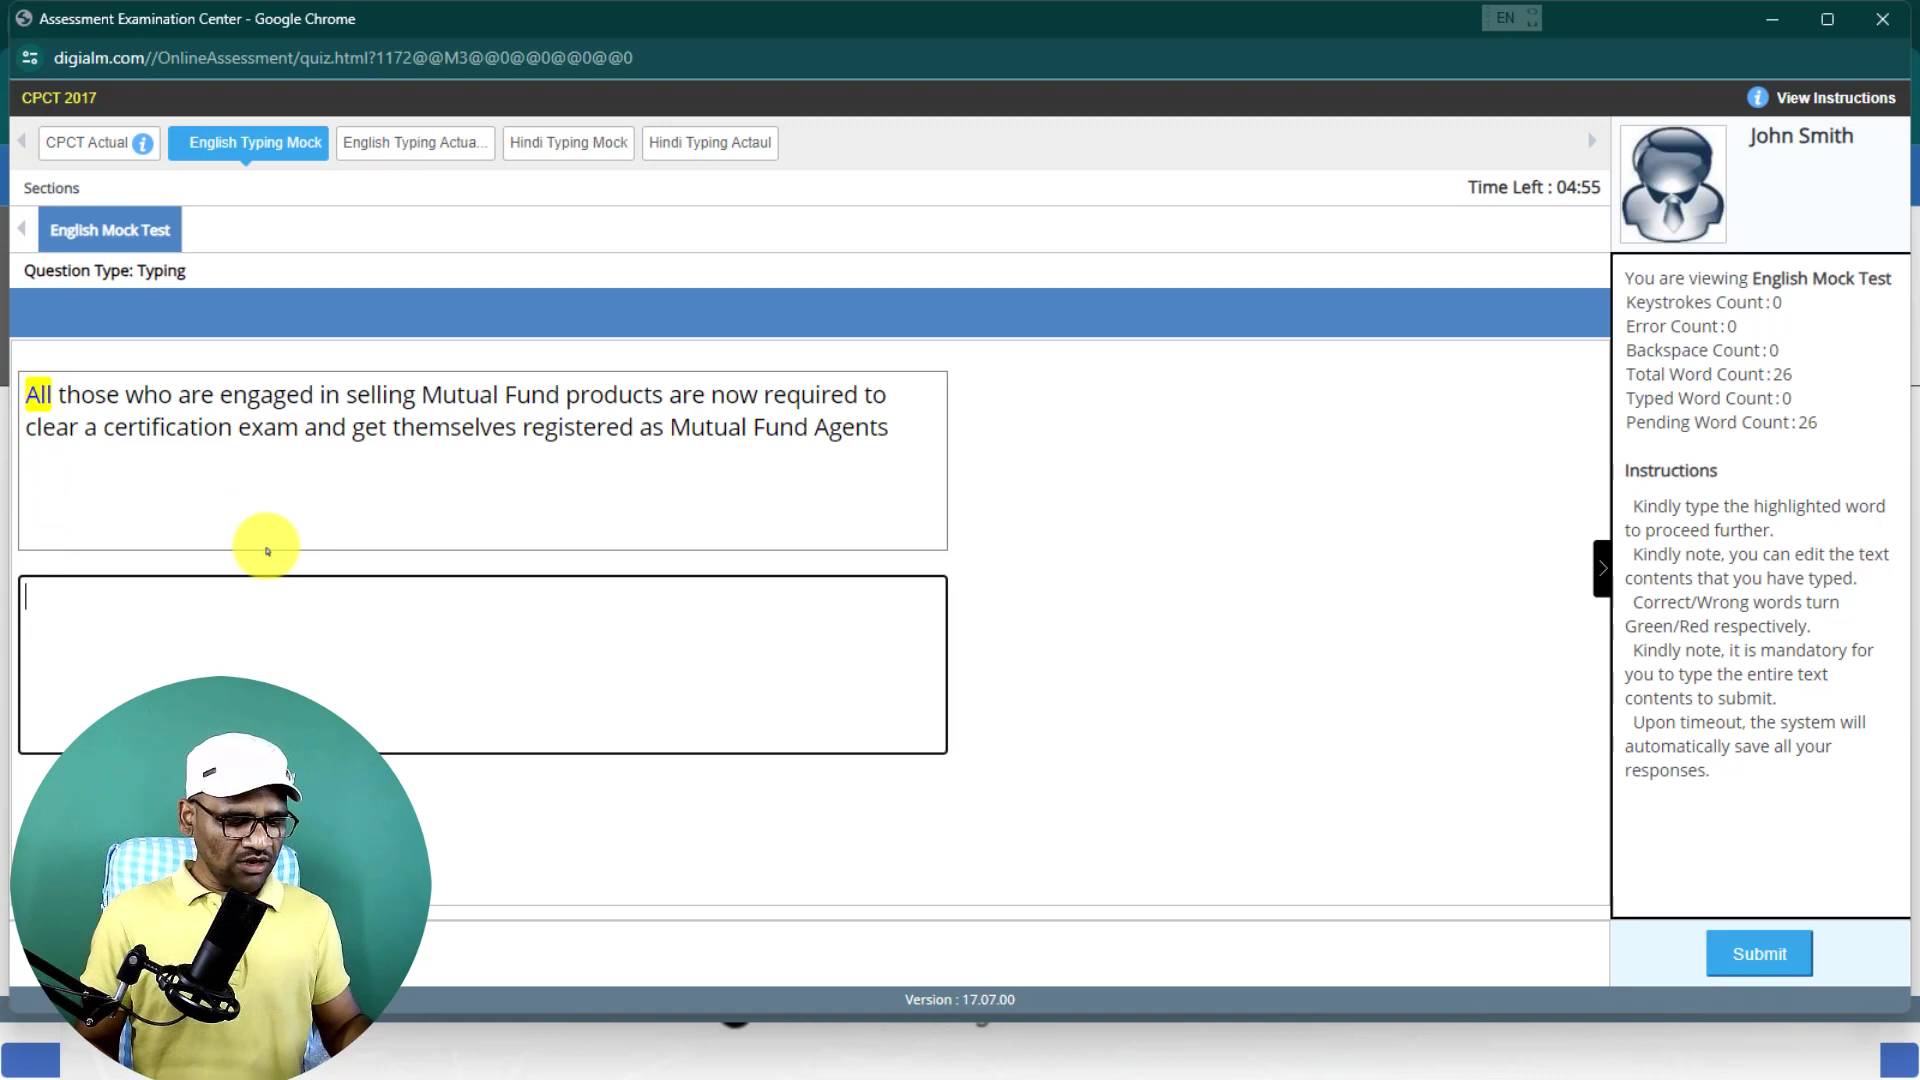 Assessment Examination Center - Google Chrome
EN
digialm.com//OnlineAssessment/quiz.html?1172@@M3@@0@@0@@0@@0
CPCT 2017
View Instructions
CPCT Actual
English Typing Mock
English Typing Actua...
Hindi Typing Mock
Hindi Typing Actaul
John Smith
Sections
Time Left : 04:55
English Mock Test
Question Type: Typing
All those who are engaged in selling Mutual Fund products are now required to
clear a certification exam and get themselves registered as Mutual Fund Agents
You are viewing English Mock Test
Keystrokes Count:0
Error Count:0
Backspace Count:0
Total Word Count:26
Typed Word Count:0
Pending Word Count:26
Instructions
Kindly type the highlighted word
to proceed further.
Kindly note, you can edit the text
contents that you have typed.
Correct/Wrong words turn
Green/Red respectively.
Kindly note, it is mandatory for
you to type the entire text
contents to submit.
Upon timeout, the system will
automatically save all your
responses.
Submit
Version : 17.07.00